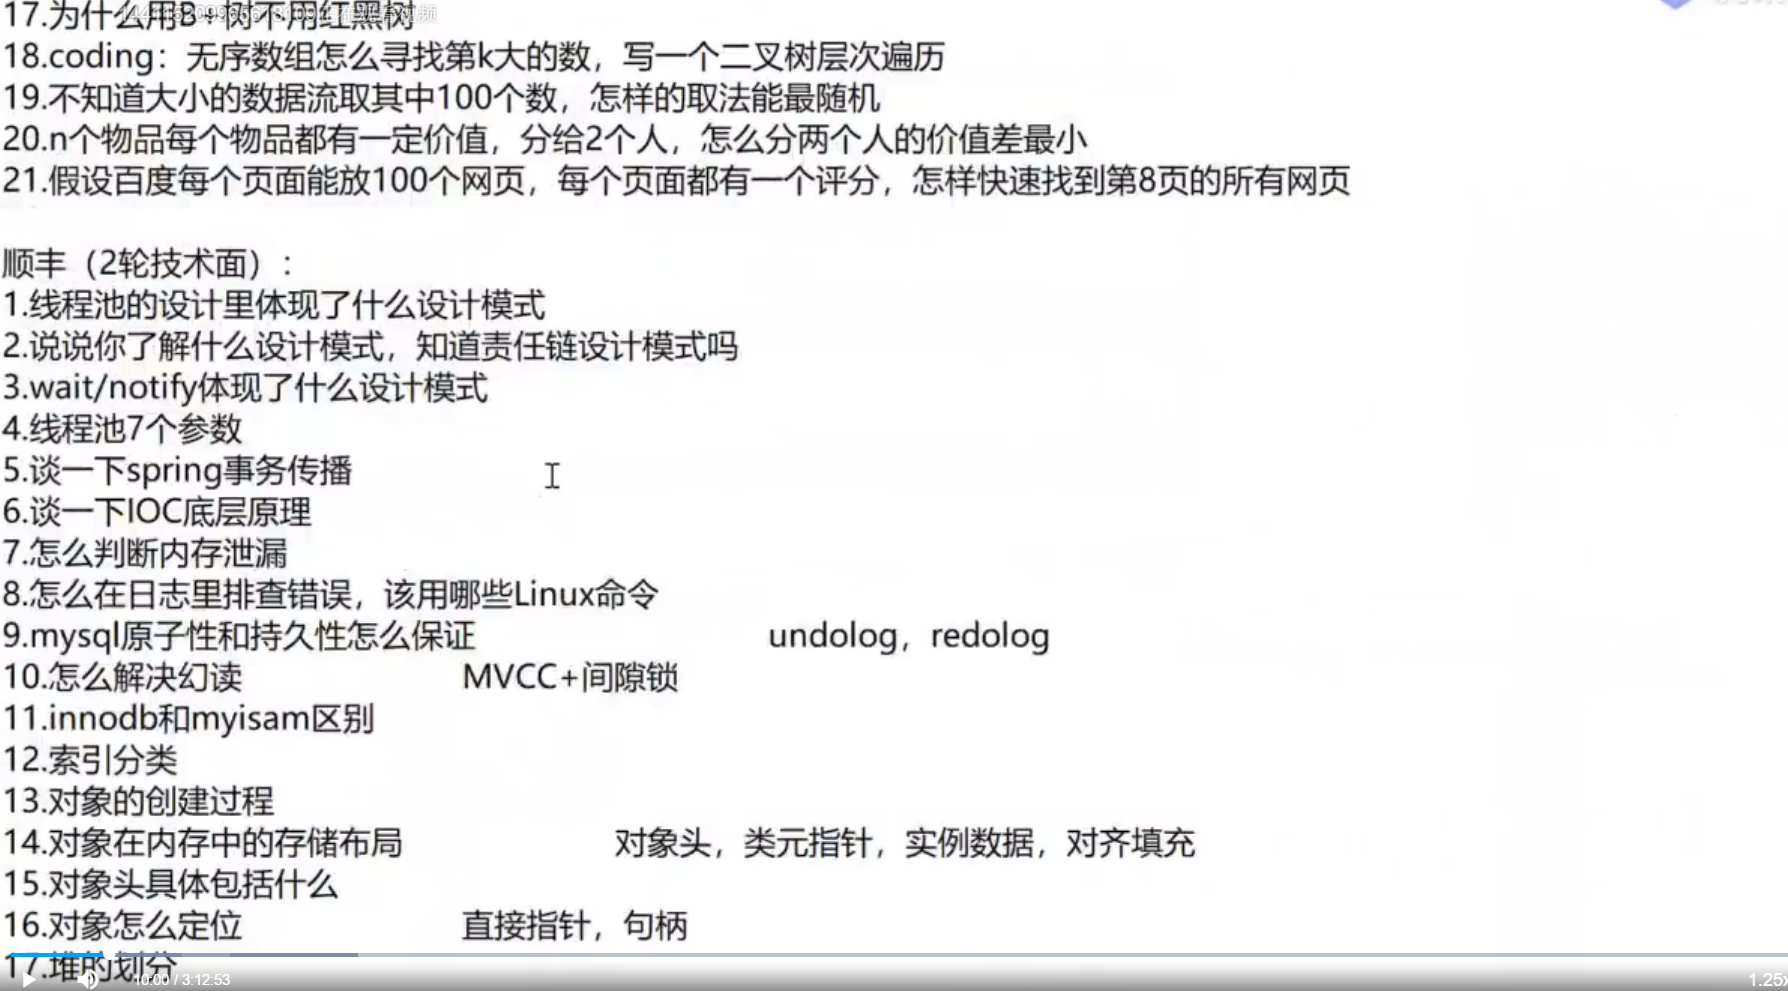 17.为什么用B+树不用红黑树
18.coding：无序数组怎么寻找第k大的数，写一个二叉树层次遍历
19.不知道大小的数据流取其中100个数，怎样的取法能最随机
20.n个物品每个物品都有一定价值，分给2个人，怎么分两个人的价值差最小
21.假设百度每个页面能放100个网页，每个页面都有一个评分，怎样快速找到第8页的所有网页
顺丰（2轮技术面）：
1.线程池的设计里体现了什么设计模式
2.说说你了解什么设计模式，知道责任链设计模式吗
3.wait/notify体现了什么设计模式
4.线程池7个参数
5.谈一下spring事务传播
6.谈一下IOC底层原理
7.怎么判断内存泄漏
8.怎么在日志里排查错误，该用哪些Linux命令
9.mysql原子性和持久性怎么保证 undolog，redolog
10.怎么解决幻读 MVCC+间隙锁
11.innodb和myisam区别
12.索引分类
13.对象的创建过程
14.对象在内存中的存储布局 对象头，类元指针，实例数据，对齐填充
15.对象头具体包括什么
16.对象怎么定位 直接指针，句柄
17.堆的划分
10:00 / 3:12:53 1.25x